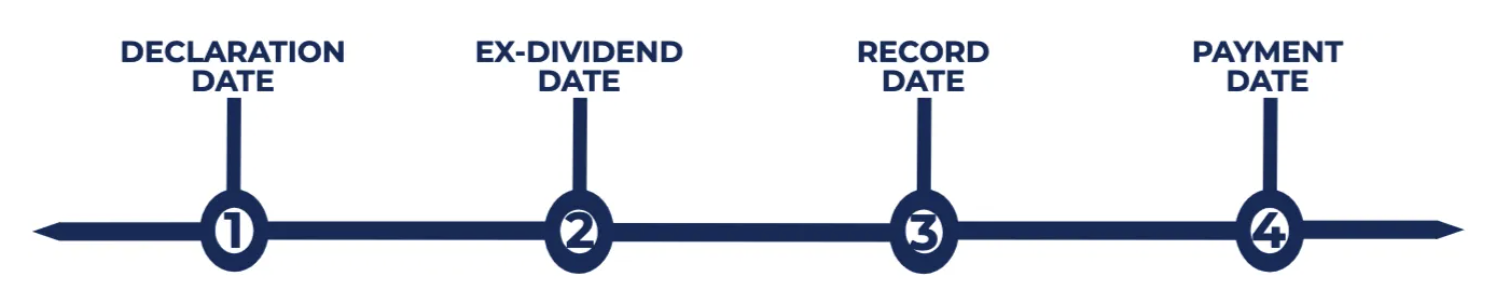 DECLARATION
DATE
EX-DIVIDEND
DATE
RECORD
DATE
PAYMENT
DATE
1
2
3
4